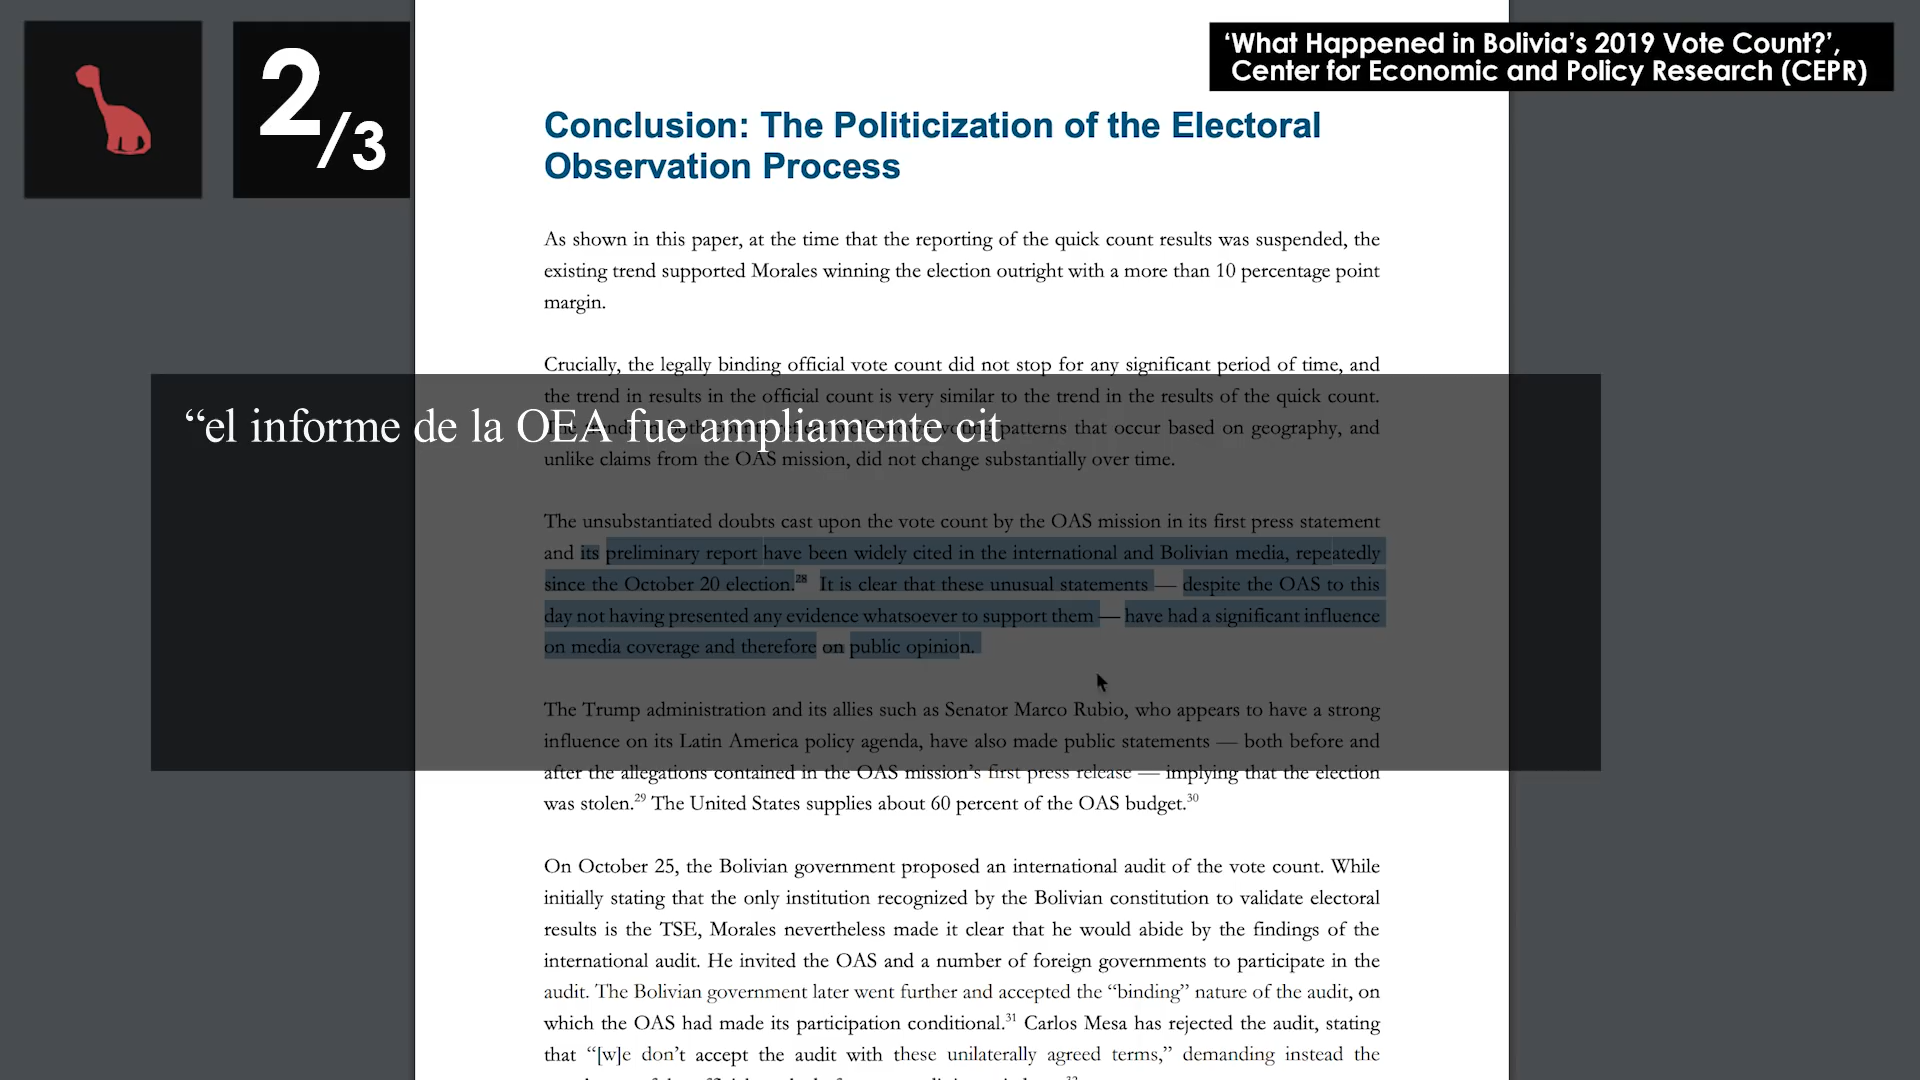 2/3
‘What Happened in Bolivia’s 2019 Vote Count?’,
Center for Economic and Policy Research (CEPR)
Conclusion: The Politicization of the Electoral
Observation Process
As shown in this paper, at the time that the reporting of the quick count results was suspended, the
existing trend supported Morales winning the election outright with a more than 10 percentage point
margin.
Crucially, the legally binding official vote count did not stop for any significant period of time, and
the trend in results in the official count is very similar to the trend in the results of the quick count.
“el informe de la OEA fue ampliamente cit
voting patterns that occur based on geography, and
unlike claims from the OAS mission, did not change substantially over time.
The unsubstantiated doubts cast upon the vote count by the OAS mission in its first press statement
and its preliminary report have been widely cited in the international and Bolivian media, repeatedly
since the October 20 election.28 It is clear that these unusual statements — despite the OAS to this
day not having presented any evidence whatsoever to support them — have had a significant influence
on media coverage and therefore on public opinion.
The Trump administration and its allies such as Senator Marco Rubio, who appears to have a strong
influence on its Latin America policy agenda, have also made public statements — both before and
after the allegations contained in the OAS mission’s first press release — implying that the election
was stolen.29 The United States supplies about 60 percent of the OAS budget.30
On October 25, the Bolivian government proposed an international audit of the vote count. While
initially stating that the only institution recognized by the Bolivian constitution to validate electoral
results is the TSE, Morales nevertheless made it clear that he would abide by the findings of the
international audit. He invited the OAS and a number of foreign governments to participate in the
audit. The Bolivian government later went further and accepted the “binding” nature of the audit, on
which the OAS had made its participation conditional.31 Carlos Mesa has rejected the audit, stating
that “[w]e don’t accept the audit with these unilaterally agreed terms,” demanding instead the